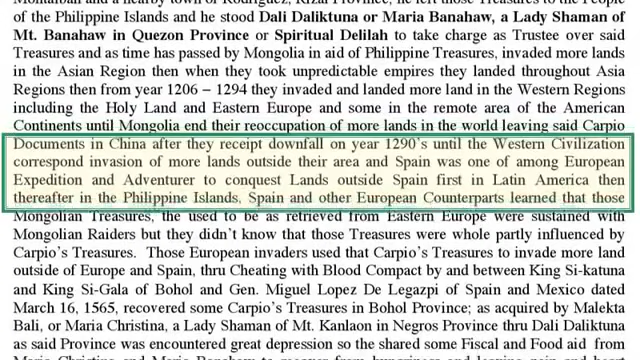 Montalban and a nearby town of Rodriguez, Rizal Province, he left those Treasures to the People
of the Philippine Islands and he stood Dali Daliktuna or Maria Banahaw, a Lady Shaman of
Mt. Banahaw in Quezon Province or Spiritual Delilah to take charge as Trustee over said
Treasures and as time has passed by Mongolia in aid of Philippine Treasures, invaded more lands
in the Asian Region then when they took unpredictable empires they landed throughout Asia
Regions then from year 1206 – 1294 they invaded and landed more land in the Western Regions
including the Holy Land and Eastern Europe and some in the remote area of the American
Continents until Mongolia end their reoccupation of more lands in the world leaving said Carpio
Documents in China after they receipt downfall on year 1290's until the Western Civilization
correspond invasion of more lands outside their area and Spain was one of among European
Expedition and Adventurer to conquest Lands outside Spain first in Latin America then
thereafter in the Philippine Islands, Spain and other European Counterparts learned that those
Mongolian Treasures, the used to be as retrieved from Eastern Europe were sustained with
Mongolian Raiders but they didn't know that those Treasures were whole partly influenced by
Carpio's Treasures. Those European invaders used that Carpio's Treasures to invade more land
outside of Europe and Spain, thru Cheating with Blood Compact by and between King Si-katuna
and King Si-Gala of Bohol and Gen. Miguel Lopez De Legazpi of Spain and Mexico dated
March 16, 1565, recovered some Carpio's Treasures in Bohol Province; as acquired by Malekta
Bali, or Maria Christina, a Lady Shaman of Mt. Kanlaon in Negros Province thru Dali Daliktuna
as said Province was encountered great depression so the shared some Fiscal and Food aid from